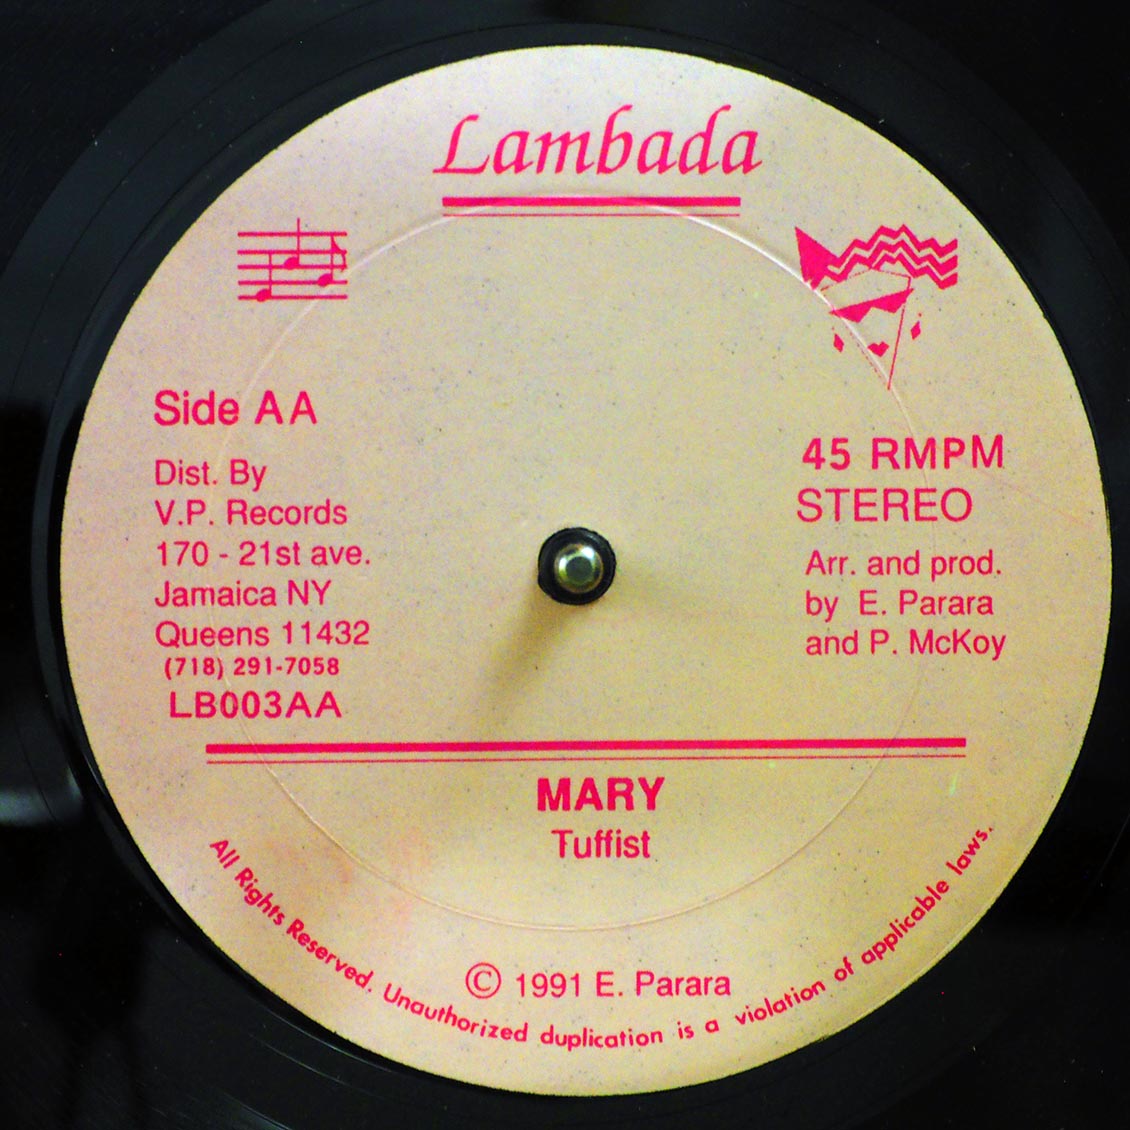 Lambada
Side AA
Dist. By
V.P. Records
170 - 21st ave.
Jamaica NY
Queens 11432
(718) 291-7058
LB003AA
45 RMPM
STEREO
Arr. and prod.
by E. Parara
and P. McKoy
MARY
Tuffist
© 1991 E. Parara
All Rights Reserved. Unauthorized duplication is a violation of applicable laws.